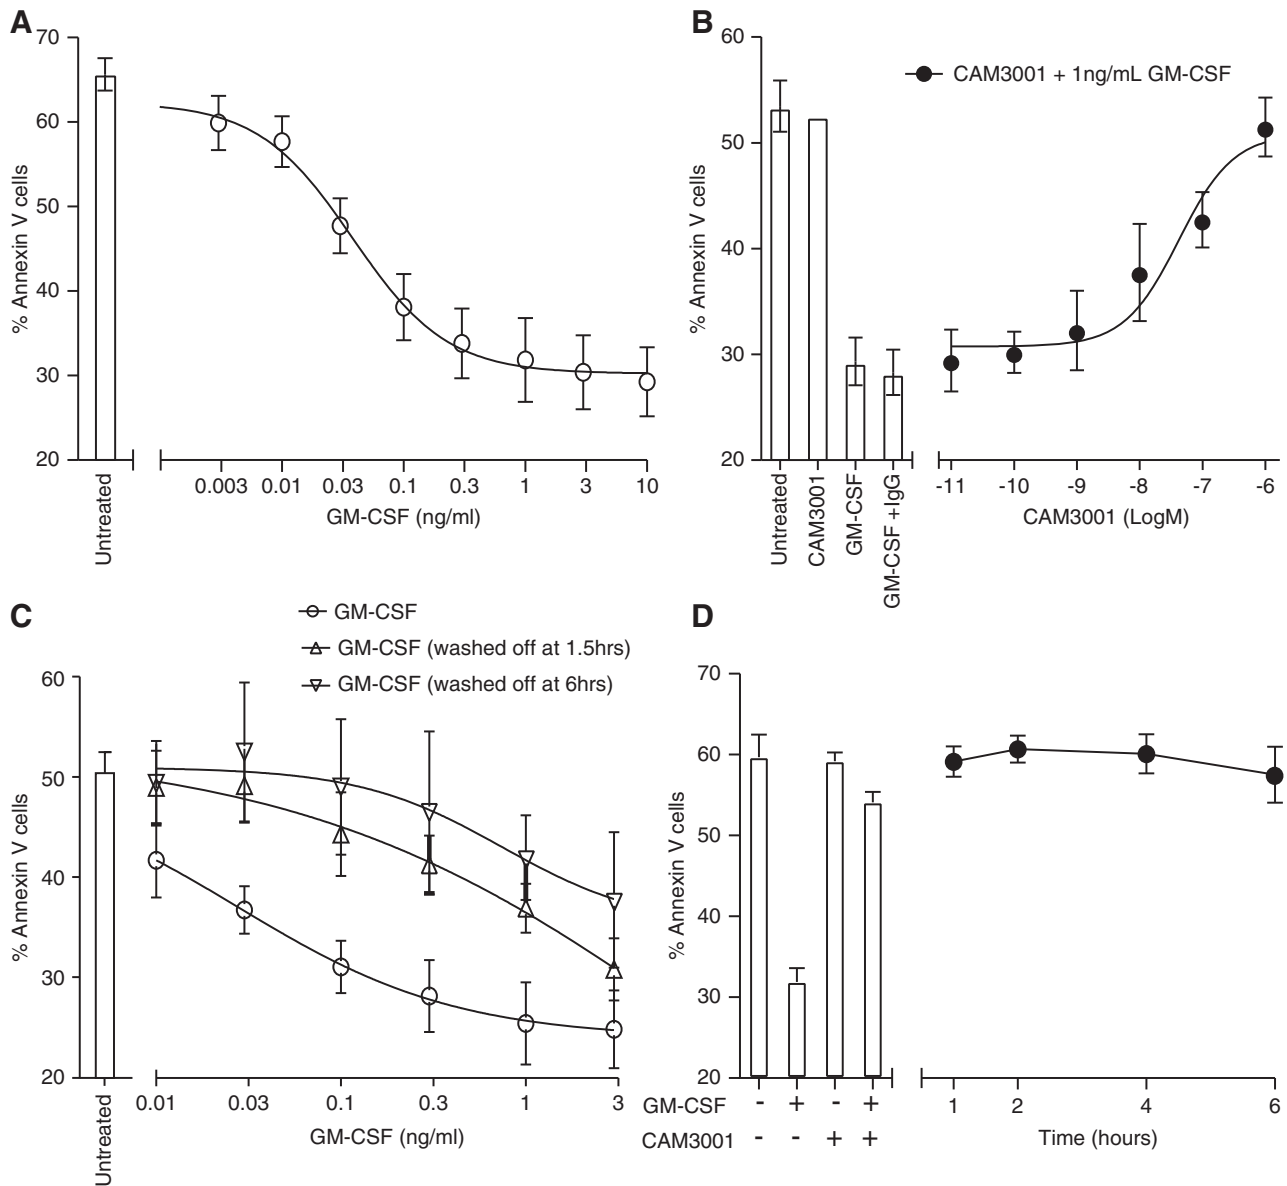 A
70
60
50
40
30
20
% Annexin V cells
Untreated
0.003 0.01 0.03 0.1 0.3 1 3 10
GM-CSF (ng/ml)
B
60
50
40
30
20
% Annexin V cells
CAM3001 + 1ng/mL GM-CSF
Untreated
CAM3001
GM-CSF
GM-CSF +IgG
-11 -10 -9 -8 -7 -6
CAM3001 (LogM)
C
GM-CSF
GM-CSF (washed off at 1.5hrs)
GM-CSF (washed off at 6hrs)
60
50
40
30
20
% Annexin V cells
Untreated
0.01 0.03 0.1 0.3 1 3
GM-CSF (ng/ml)
D
70
60
50
40
30
20
% Annexin V cells
GM-CSF - + - +
CAM3001 - - + +
1 2 4 6
Time (hours)